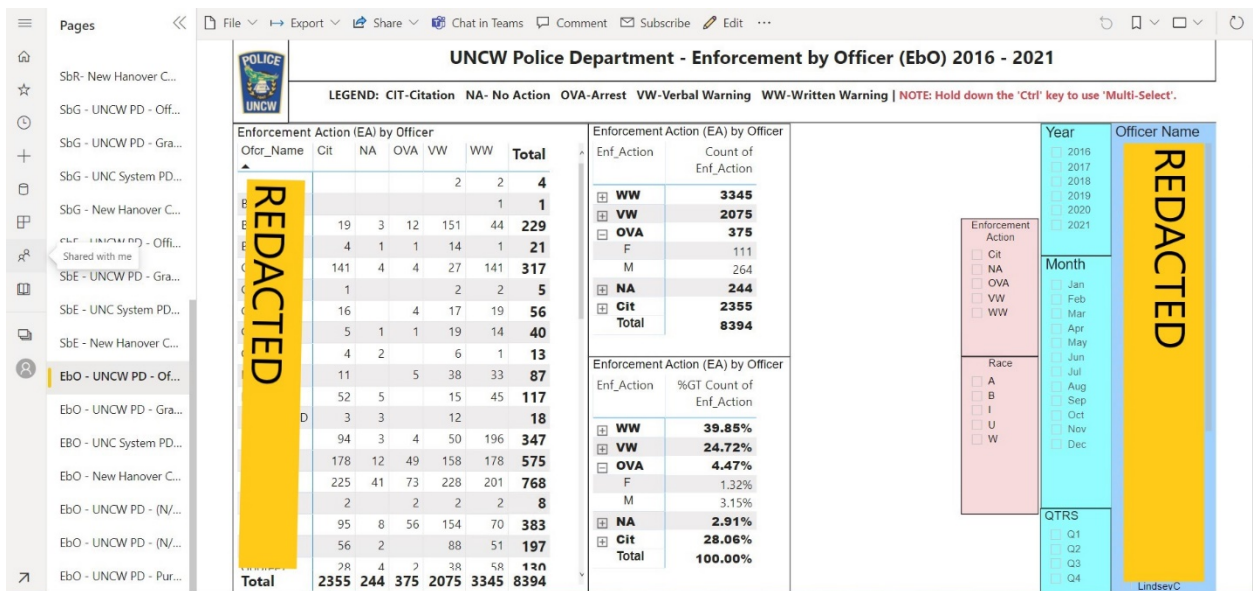 Pages
File
Export
Share
Chat in Teams
Comment
Subscribe
Edit
SbR- New Hanover C...
SbG - UNCW PD - Off...
SbG - UNCW PD - Gra...
SbG - UNC System PD...
SbG - New Hanover C...
SbE - UNCW PD - Offi...
Shared with me
SbE - UNCW PD - Gra...
SbE - UNC System PD...
SbE - New Hanover C...
EbO - UNCW PD - Of...
EbO - UNCW PD - Gra...
EBO - UNC System PD...
EbO - New Hanover C...
EbO - UNCW PD - (N/...
EbO - UNCW PD - (N/...
EbO - UNCW PD - Pur...
POLICE
UNCW
UNCW Police Department - Enforcement by Officer (EbO) 2016 - 2021
LEGEND: CIT-Citation NA- No Action OVA-Arrest VW-Verbal Warning WW-Written Warning | NOTE: Hold down the 'Ctrl' key to use 'Multi-Select'.
Enforcement Action (EA) by Officer
Ofcr_Name Cit NA OVA VW WW Total
2 2 4
1 1
19 3 12 151 44 229
4 1 1 14 1 21
141 4 4 27 141 317
1 2 2 5
16 4 17 19 56
5 1 1 19 14 40
4 2 6 1 13
11 5 38 33 87
52 5 15 45 117
D 3 3 12 18
94 3 4 50 196 347
178 12 49 158 178 575
225 41 73 228 201 768
2 2 2 2 8
95 8 56 154 70 383
56 2 88 51 197
28 4 2 38 58 130
Total 2355 244 375 2075 3345 8394
REDACTED
Enforcement Action (EA) by Officer
Enf_Action Count of
Enf_Action
WW 3345
VW 2075
OVA 375
F 111
M 264
NA 244
Cit 2355
Total 8394
Enforcement Action (EA) by Officer
Enf_Action %GT Count of
Enf_Action
WW 39.85%
VW 24.72%
OVA 4.47%
F 1.32%
M 3.15%
NA 2.91%
Cit 28.06%
Total 100.00%
Enforcement
Action
Cit
NA
OVA
VW
WW
Race
A
B
I
U
W
Year
2016
2017
2018
2019
2020
2021
Month
Jan
Feb
Mar
Apr
May
Jun
Jul
Aug
Sep
Oct
Nov
Dec
QTRS
Q1
Q2
Q3
Q4
Officer Name
REDACTED
LindseyC